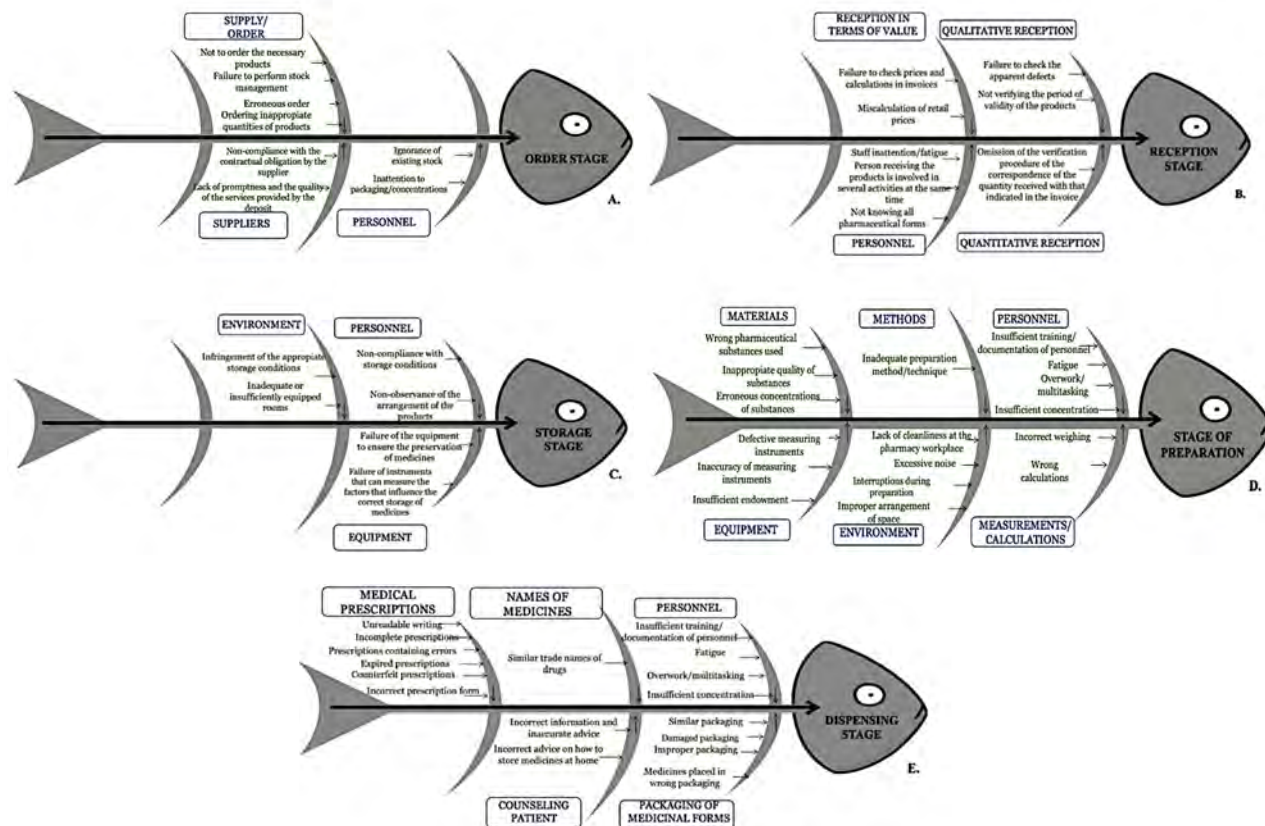 SUPPLY/
ORDER
Not to order the necessary
products
Failure to perform stock
management
Erroneous order
Ordering inappropiate
quantities of products
Non-compliance with the
contractual obligation by the
supplier
Lack of promptness and the quality
of the services provided by the
deposit
SUPPLIERS
Ignorance of
existing stock
Inattention to
packaging/concentrations
PERSONNEL
ORDER STAGE
A.
RECEPTION IN
TERMS OF VALUE
Failure to check prices and
calculations in invoices
Miscalculation of retail
prices
QUALITATIVE RECEPTION
Failure to check the
apparent defects
Not verifying the period of
validity of the products
Staff inattention/fatigue
Person receiving the
products is involved in
several activities at the same
time
Not knowing all
pharmaceutical forms
PERSONNEL
Omission of the verification
procedure of the
correspondence of the
quantity received with that
indicated in the invoice
QUANTITATIVE RECEPTION
RECEPTION
STAGE
B.
ENVIRONMENT
Infringement of the appropiate
storage conditions
Inadequate or
insufficiently equipped
rooms
PERSONNEL
Non-compliance with
storage conditions
Non-observance of the
arrangement of the
products
Failure of the equipment
to ensure the preservation
of medicines
Failure of instruments
that can measure the
factors that influence the
correct storage of
medicines
EQUIPMENT
STORAGE
STAGE
C.
MATERIALS
Wrong pharmaceutical
substances used
Inappropiate quality of
substances
Erroneous concentrations
of substances
METHODS
Inadequate preparation
method/technique
PERSONNEL
Insufficient training/
documentation of personnel
Fatigue
Overwork/
multitasking
Insufficient concentration
Defective measuring
instruments
Inaccuracy of measuring
instruments
Insufficient endowment
EQUIPMENT
Lack of cleanliness at the
pharmacy workplace
Excessive noise
Interruptions during
preparation
Improper arrangement
of space
ENVIRONMENT
Incorrect weighing
Wrong
calculations
MEASUREMENTS/
CALCULATIONS
STAGE OF
PREPARATION
D.
MEDICAL
PRESCRIPTIONS
Unreadable writing
Incomplete prescriptions
Prescriptions containing errors
Expired prescriptions
Counterfeit prescriptions
Incorrect prescription form
NAMES OF
MEDICINES
Similar trade names of
drugs
PERSONNEL
Insufficient training/
documentation of personnel
Fatigue
Overwork/multitasking
Insufficient concentration
Incorrect information and
inaccurate advice
Incorrect advice on how to
store medicines at home
COUNSELING
PATIENT
Similar packaging
Damaged packaging
Improper packaging
Medicines placed in
wrong packaging
PACKAGING OF
MEDICINAL FORMS
DISPENSING
STAGE
E.